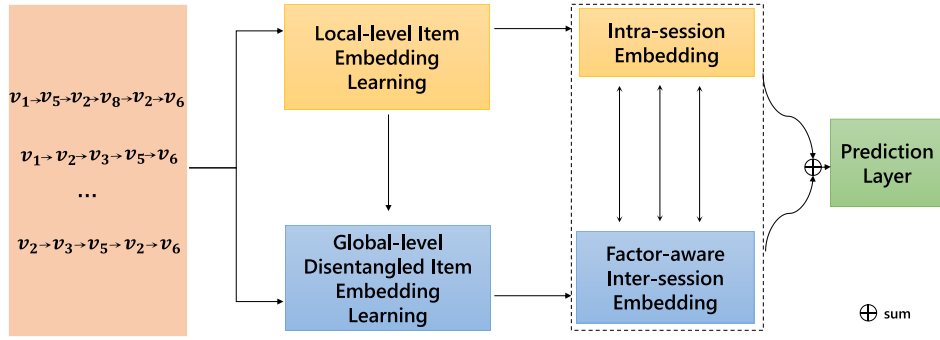 v1→v5→v2→v8→v2→v6
v1→v2→v3→v5→v6
...
v2→v3→v5→v2→v6
Local-level Item
Embedding
Learning
Global-level
Disentangled Item
Embedding
Learning
Intra-session
Embedding
Factor-aware
Inter-session
Embedding
Prediction
Layer
⊕ sum